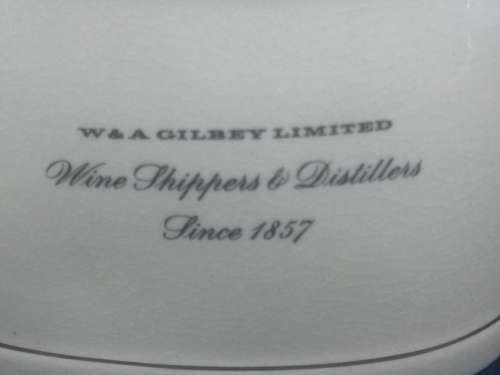 W & A GILBEY LIMITED
Wine Shippers & Distillers
Since 1857